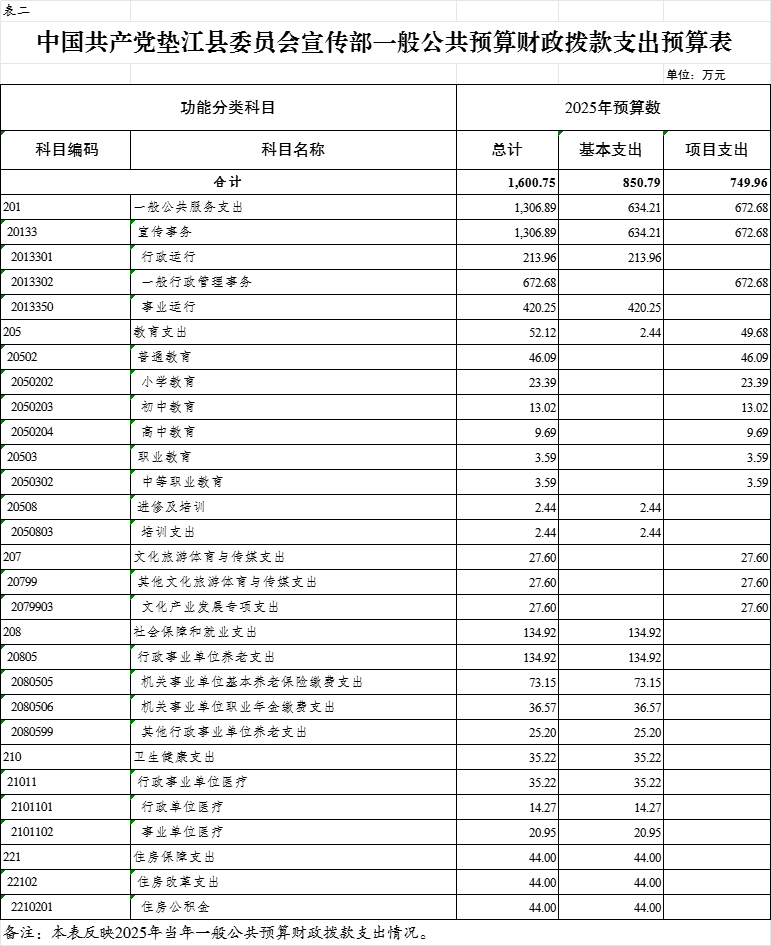 表二
中国共产党垫江县委员会宣传部一般公共预算财政拨款支出预算表
单位：万元
功能分类科目 2025年预算数
科目编码 科目名称 总计 基本支出 项目支出
合计 1,600.75 850.79 749.96
201 一般公共服务支出 1,306.89 634.21 672.68
20133 宣传事务 1,306.89 634.21 672.68
2013301 行政运行 213.96 213.96
2013302 一般行政管理事务 672.68 672.68
2013350 事业运行 420.25 420.25
205 教育支出 52.12 2.44 49.68
20502 普通教育 46.09 46.09
2050202 小学教育 23.39 23.39
2050203 初中教育 13.02 13.02
2050204 高中教育 9.69 9.69
20503 职业教育 3.59 3.59
2050302 中等职业教育 3.59 3.59
20508 进修及培训 2.44 2.44
2050803 培训支出 2.44 2.44
207 文化旅游体育与传媒支出 27.60 27.60
20799 其他文化旅游体育与传媒支出 27.60 27.60
2079903 文化产业发展专项支出 27.60 27.60
208 社会保障和就业支出 134.92 134.92
20805 行政事业单位养老支出 134.92 134.92
2080505 机关事业单位基本养老保险缴费支出 73.15 73.15
2080506 机关事业单位职业年金缴费支出 36.57 36.57
2080599 其他行政事业单位养老支出 25.20 25.20
210 卫生健康支出 35.22 35.22
21011 行政事业单位医疗 35.22 35.22
2101101 行政单位医疗 14.27 14.27
2101102 事业单位医疗 20.95 20.95
221 住房保障支出 44.00 44.00
22102 住房改革支出 44.00 44.00
2210201 住房公积金 44.00 44.00
备注：本表反映2025年当年一般公共预算财政拨款支出情况。